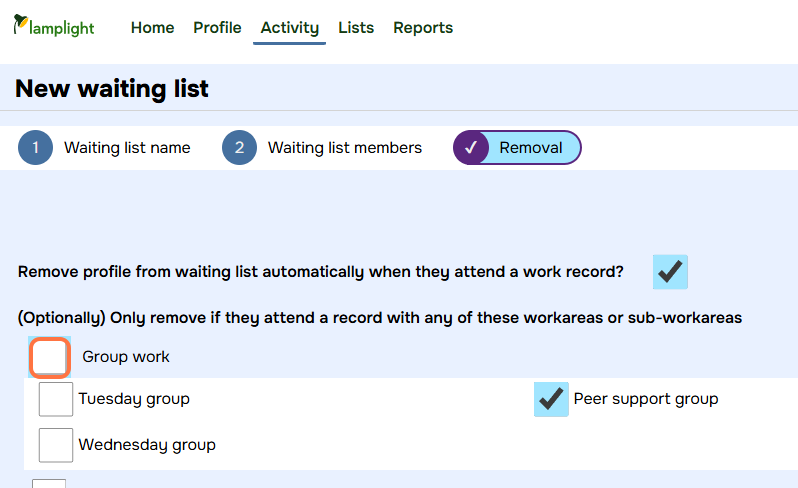 lamplight Home Profile Activity Lists Reports
New waiting list
1 Waiting list name 2 Waiting list members ✓ Removal
Remove profile from waiting list automatically when they attend a work record?
(Optionally) Only remove if they attend a record with any of these workareas or sub-workareas
Group work
Tuesday group Peer support group
Wednesday group